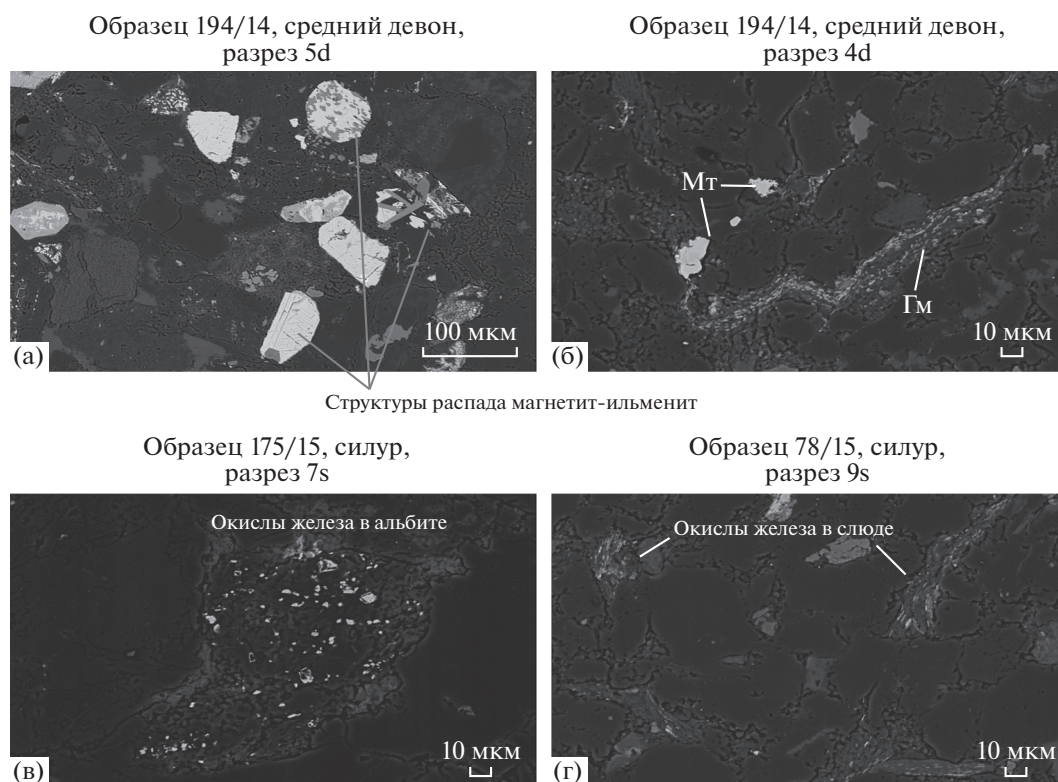 Образец 194/14, средний девон,
разрез 5d
Образец 194/14, средний девон,
разрез 4d
Мт
Гм
100 мкм
10 мкм
(а)
(б)
Структуры распада магнетит-ильменит
Образец 175/15, силур,
разрез 7s
Образец 78/15, силур,
разрез 9s
Окислы железа в альбите
Окислы железа в слюде
10 мкм
10 мкм
(в)
(г)